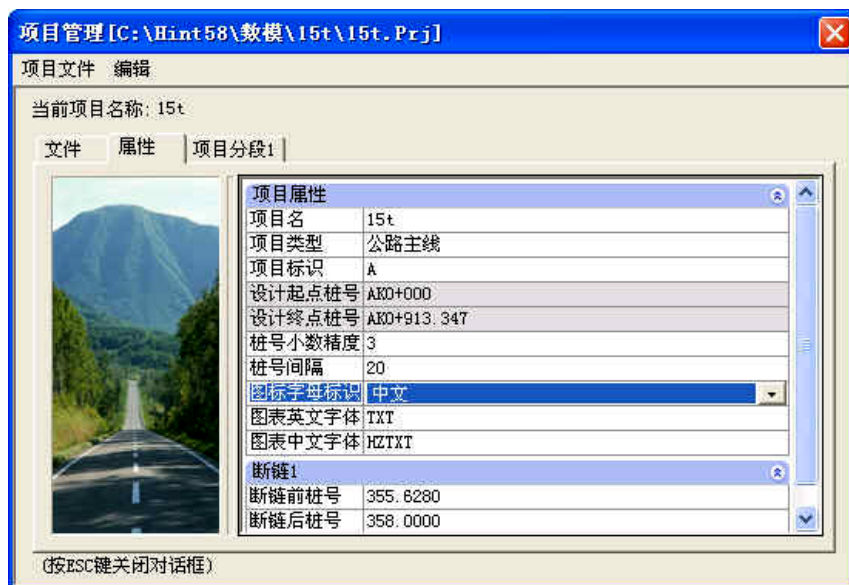 项目管理[C:\Hint58\数模\15t\15t.Prj]
项目文件 编辑
当前项目名称: 15t
文件 属性 项目分段1
项目属性
项目名 15t
项目类型 公路主线
项目标识 A
设计起点桩号 AK0+000
设计终点桩号 AK0+913.347
桩号小数精度 3
桩号间隔 20
图标字母标识 中文
图表英文字体 TXT
图表中文字体 HZTXT
断链1
断链前桩号 355.6280
断链后桩号 358.0000
(按ESC键关闭对话框)